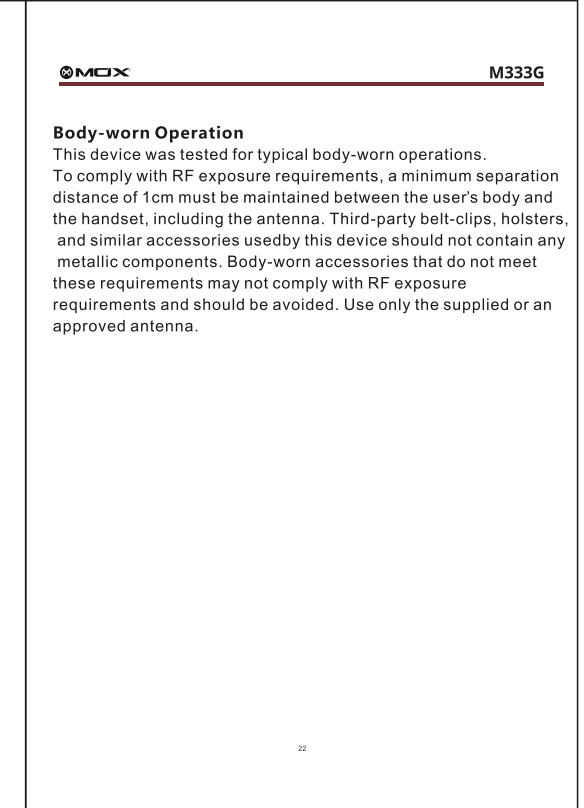 MOX
M333G
Body-worn Operation
This device was tested for typical body-worn operations.
To comply with RF exposure requirements, a minimum separation
distance of 1cm must be maintained between the user's body and
the handset, including the antenna. Third-party belt-clips, holsters,
and similar accessories usedby this device should not contain any
metallic components. Body-worn accessories that do not meet
these requirements may not comply with RF exposure
requirements and should be avoided. Use only the supplied or an
approved antenna.
22